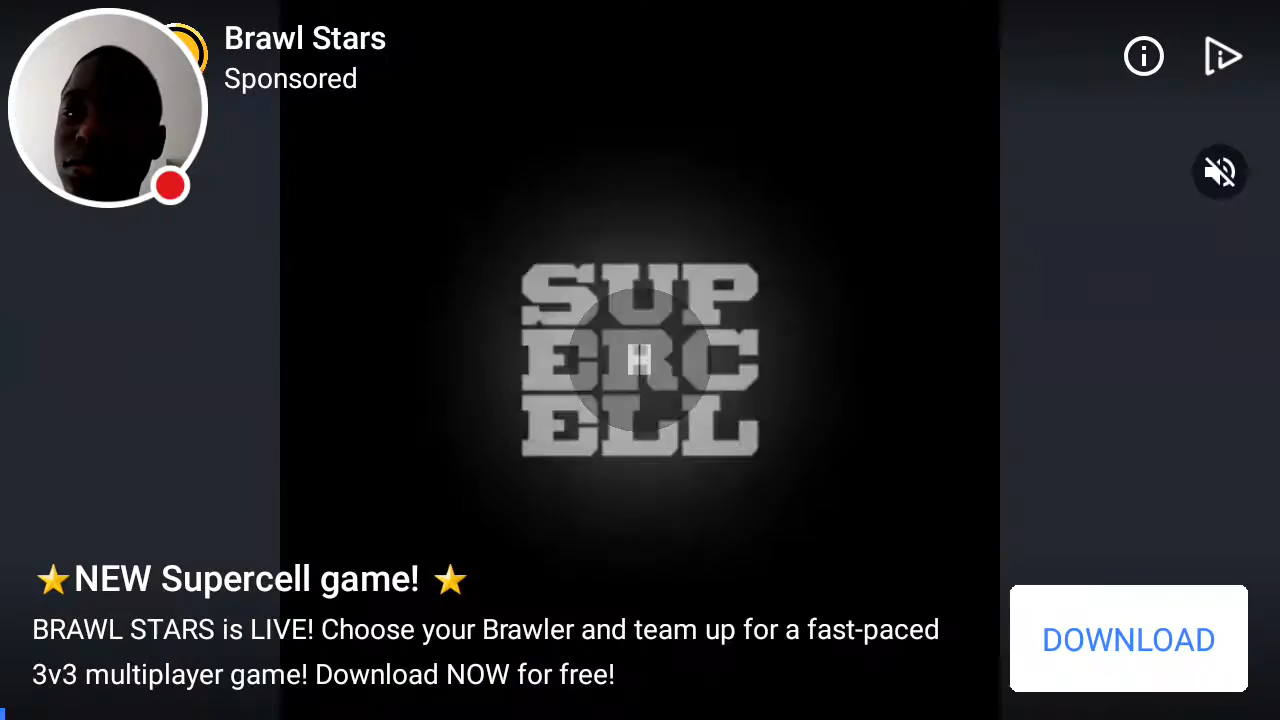 Brawl Stars
Sponsored
SUP
ERC
ELL
⭐NEW Supercell game! ⭐
BRAWL STARS is LIVE! Choose your Brawler and team up for a fast-paced
3v3 multiplayer game! Download NOW for free!
DOWNLOAD